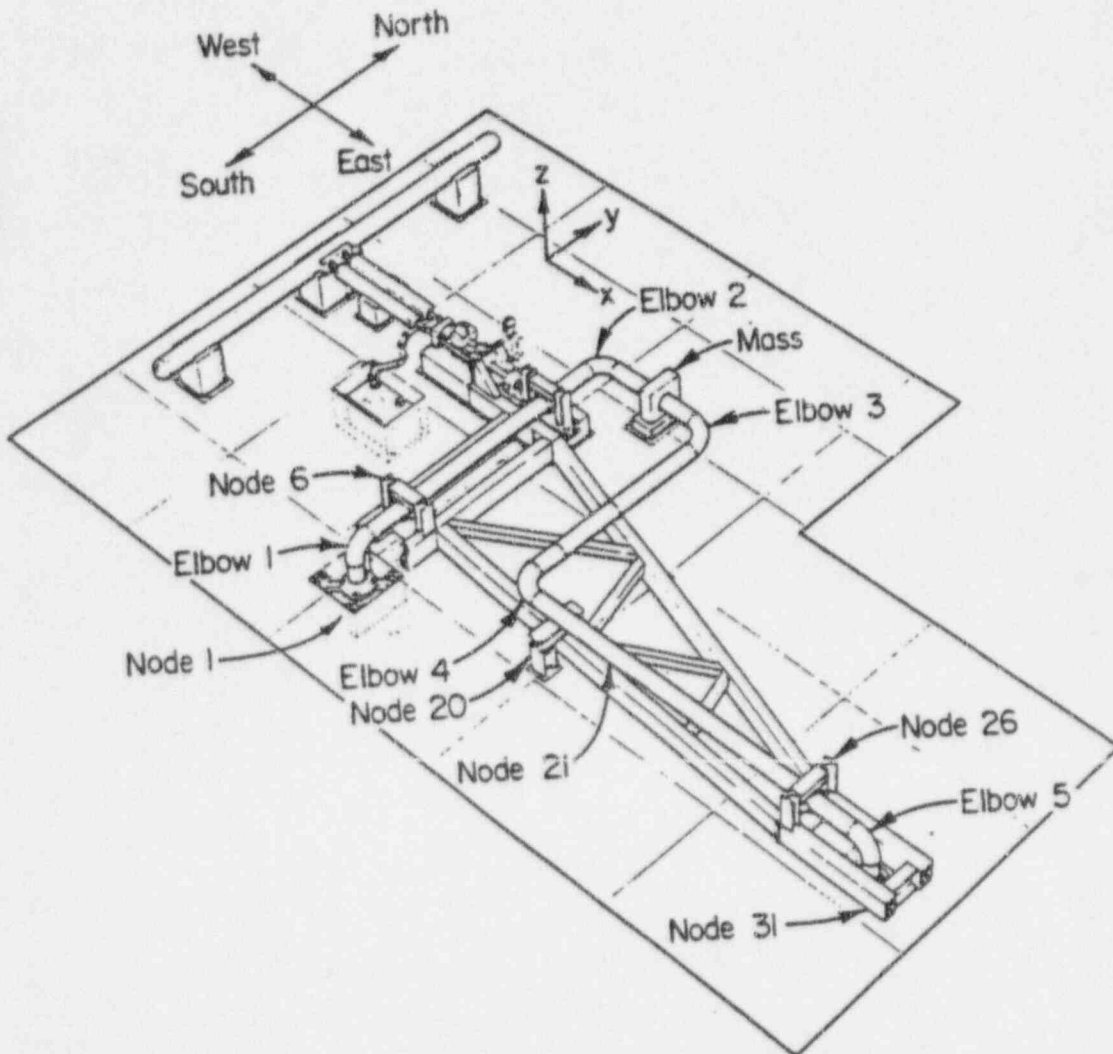 North
West
East
South
z
y
x
Elbow 2
Mass
Elbow 3
Node 6
Elbow 1
Node 1
Elbow 4
Node 20
Node 21
Node 26
Elbow 5
Node 31